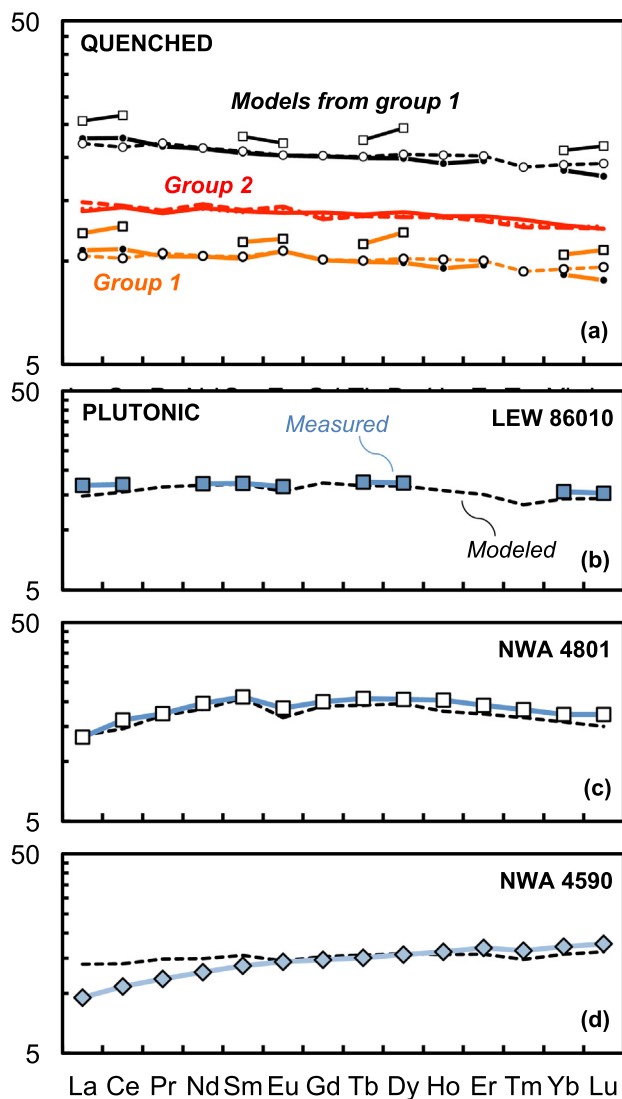 50
QUENCHED
Models from group 1
Group 2
Group 1
(a)
5
50
PLUTONIC
LEW 86010
Measured
Modeled
(b)
5
50
NWA 4801
(c)
5
50
NWA 4590
(d)
5
La Ce Pr Nd Sm Eu Gd Tb Dy Ho Er Tm Yb Lu